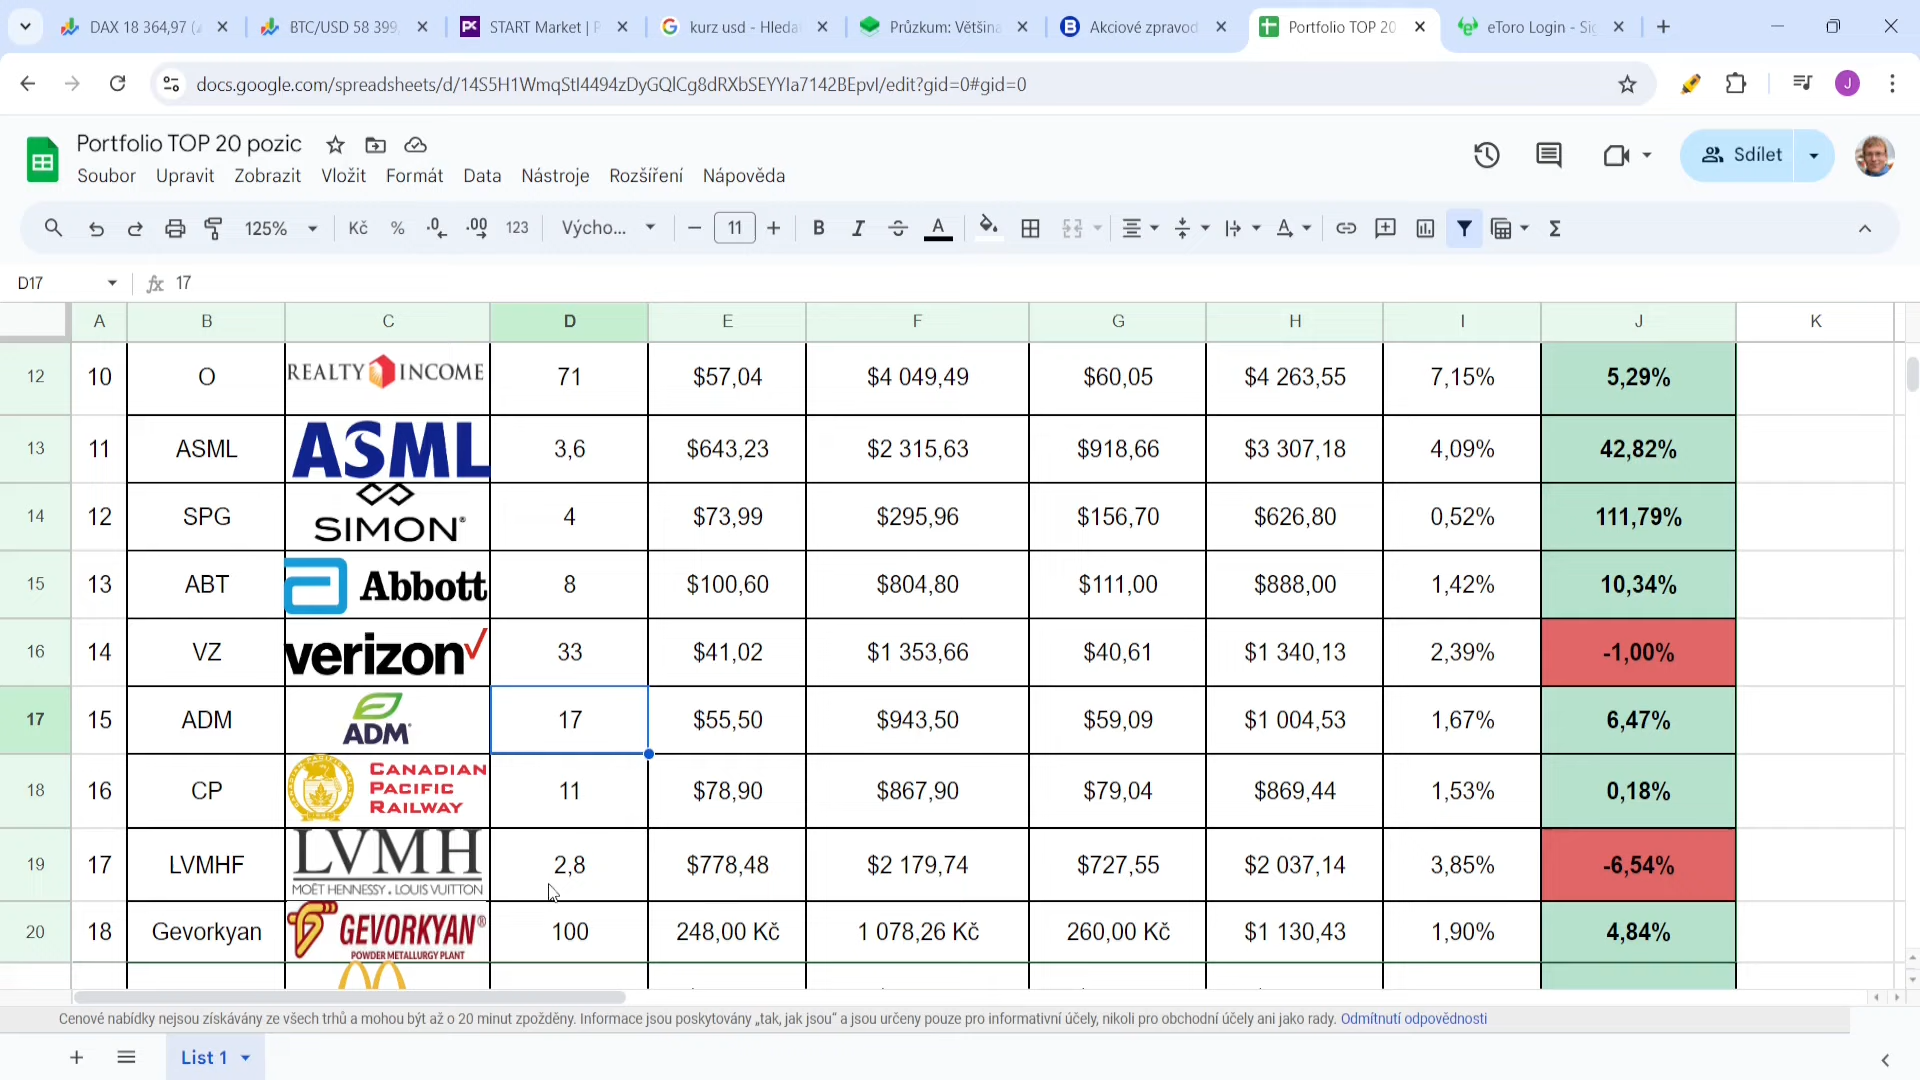 DAX 18 364,97 (
BTC/USD 58 399,
START Market | P
kurz usd - Hleda
Průzkum: Většina
Akciové zpravod
Portfolio TOP 20
eToro Login - Sig
docs.google.com/spreadsheets/d/14S5H1WmqStI4494zDyGQlCg8dRXbSEYYIa7142BEpvI/edit?gid=0#gid=0
J
Portfolio TOP 20 pozic
Soubor Upravit Zobrazit Vložit Formát Data Nástroje Rozšíření Nápověda
Sdílet
125% Kč % .0 .00 123 Výcho... 11 B I A
D17 fx 17
A B C D E F G H I J K
12 10 O REALTY INCOME 71 $57,04 $4 049,49 $60,05 $4 263,55 7,15% 5,29%
13 11 ASML ASML 3,6 $643,23 $2 315,63 $918,66 $3 307,18 4,09% 42,82%
14 12 SPG SIMON® 4 $73,99 $295,96 $156,70 $626,80 0,52% 111,79%
15 13 ABT Abbott 8 $100,60 $804,80 $111,00 $888,00 1,42% 10,34%
16 14 VZ verizon 33 $41,02 $1 353,66 $40,61 $1 340,13 2,39% -1,00%
17 15 ADM ADM 17 $55,50 $943,50 $59,09 $1 004,53 1,67% 6,47%
18 16 CP CANADIAN PACIFIC RAILWAY 11 $78,90 $867,90 $79,04 $869,44 1,53% 0,18%
19 17 LVMHF LVMH MOËT HENNESSY . LOUIS VUITTON 2,8 $778,48 $2 179,74 $727,55 $2 037,14 3,85% -6,54%
20 18 Gevorkyan GEVORKYAN® POWDER METALLURGY PLANT 100 248,00 Kč 1 078,26 Kč 260,00 Kč $1 130,43 1,90% 4,84%
Cenové nabídky nejsou získávány ze všech trhů a mohou být až o 20 minut zpožděny. Informace jsou poskytovány „tak, jak jsou“ a jsou určeny pouze pro informativní účely, nikoli pro obchodní účely ani jako rady. Odmítnutí odpovědnosti
List 1